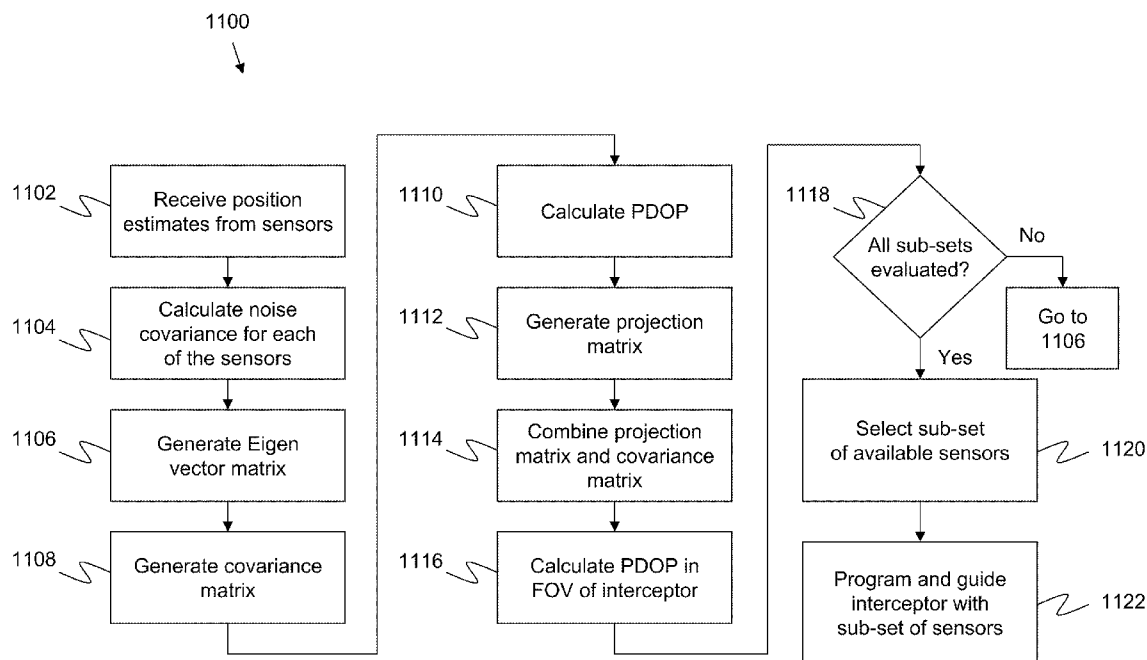 1100
1102
Receive position
estimates from sensors
1104
Calculate noise
covariance for each
of the sensors
1106
Generate Eigen
vector matrix
1108
Generate covariance
matrix
1110
Calculate PDOP
1112
Generate projection
matrix
1114
Combine projection
matrix and covariance
matrix
1116
Calculate PDOP in
FOV of interceptor
1118
All sub-sets
evaluated?
No
Go to
1106
Yes
Select sub-set
of available sensors
1120
Program and guide
interceptor with
sub-set of sensors
1122